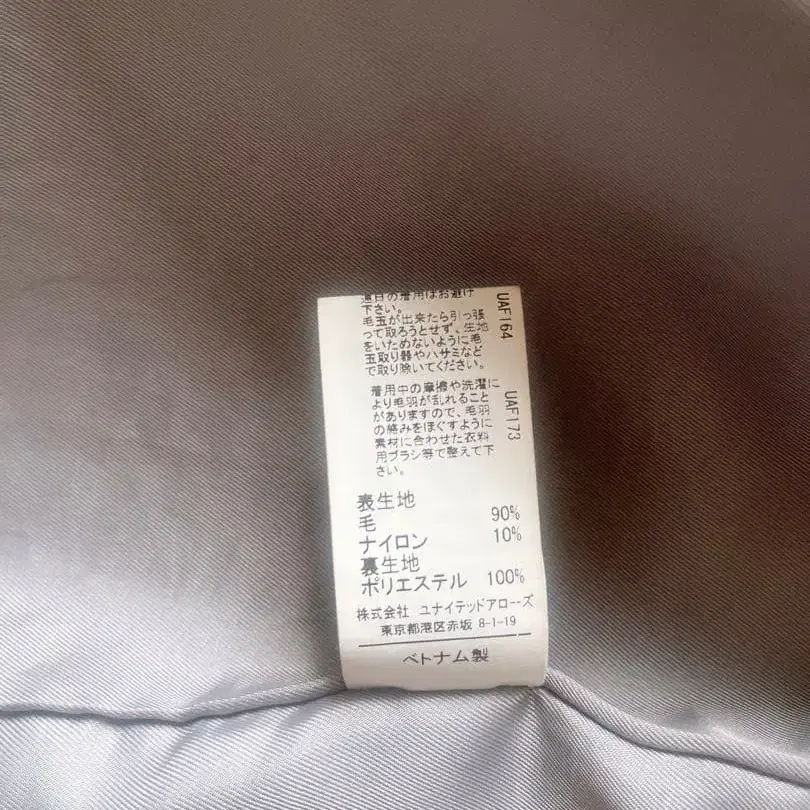 連日の着用はお避け
下さい。
毛玉が出来たら引っ張
って取ろうとせず、生地
をいためないように毛
玉取り器やハサミなど
で取り除いてください。
UAF164
着用中の摩擦や洗濯に
より毛羽が乱れること
がありますので、毛羽
の絡みをほぐすように
素材に合わせた衣料
用ブラシ等で整えて下
さい。
UAF173
表生地
毛 90%
ナイロン 10%
裏生地
ポリエステル 100%
株式会社 ユナイテッドアローズ
東京都港区赤坂 8-1-19
ベトナム製